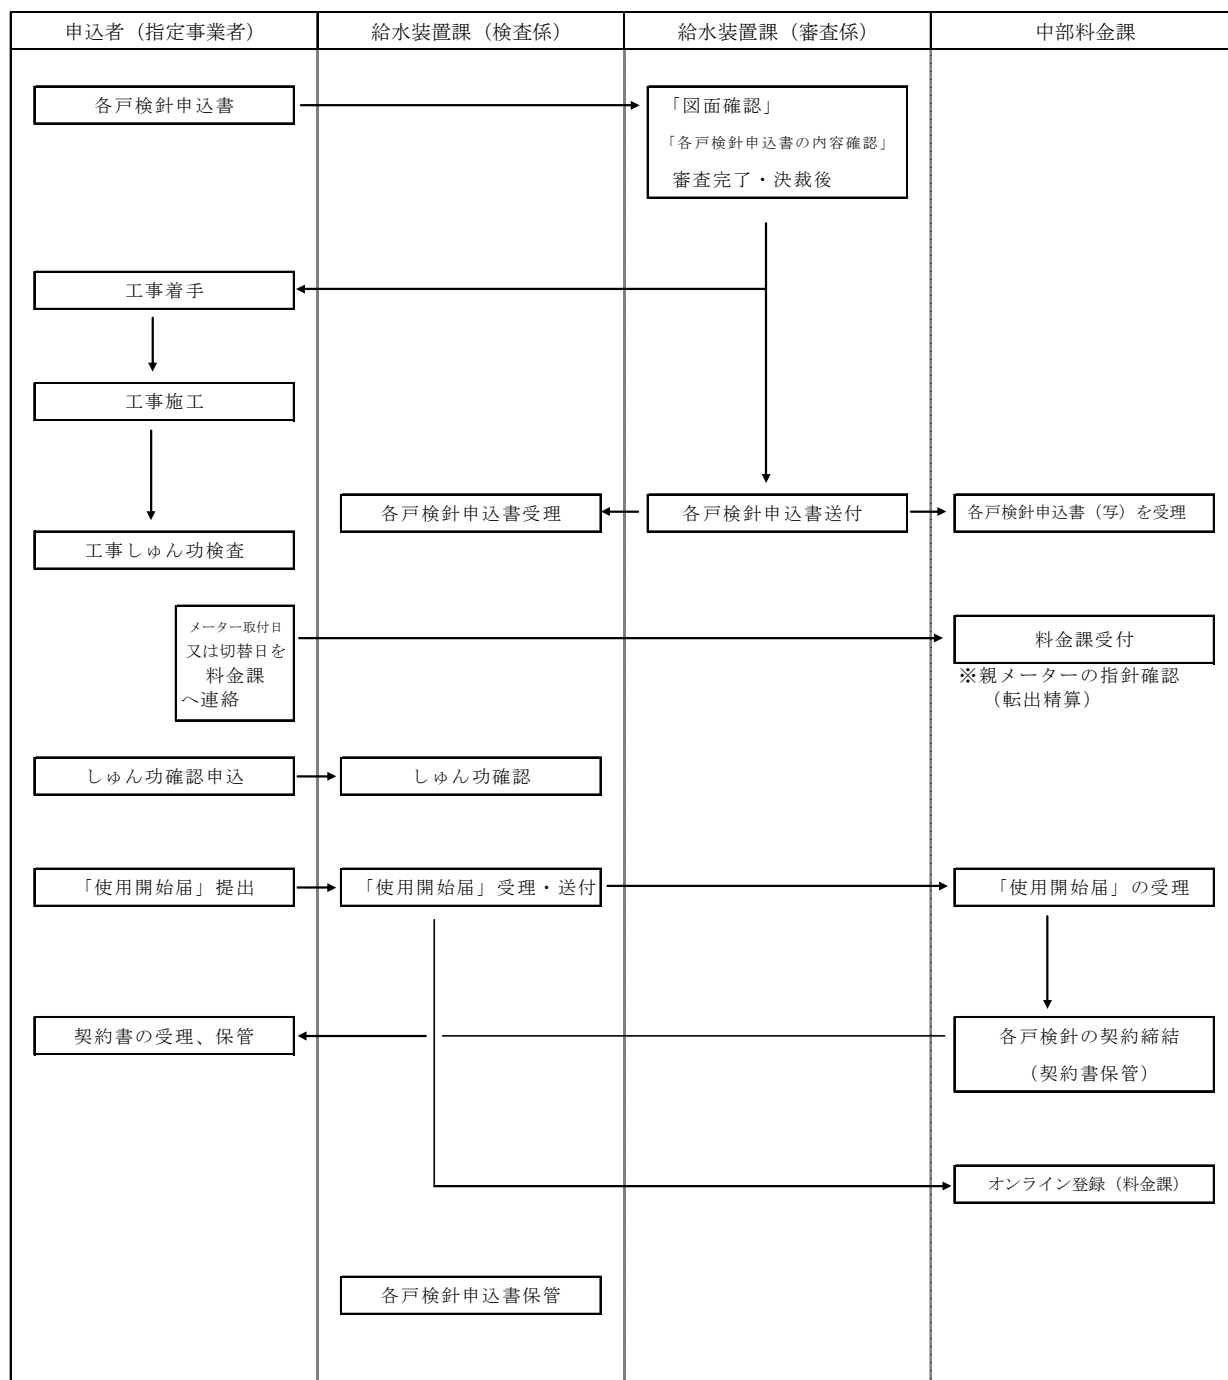 申込者（指定事業者）
給水装置課（検査係）
給水装置課（審査係）
中部料金課
各戸検針申込書
「図面確認」
「各戸検針申込書の内容確認」
審査完了・決裁後
工事着手
工事施工
各戸検針申込書受理
各戸検針申込書送付
各戸検針申込書（写）を受理
工事しゅん功検査
メーター取付日
又は切替日を
料金課
へ連絡
料金課受付
※親メーターの指針確認
（転出精算）
しゅん功確認申込
しゅん功確認
「使用開始届」提出
「使用開始届」受理・送付
「使用開始届」の受理
契約書の受理、保管
各戸検針の契約締結
（契約書保管）
オンライン登録（料金課）
各戸検針申込書保管